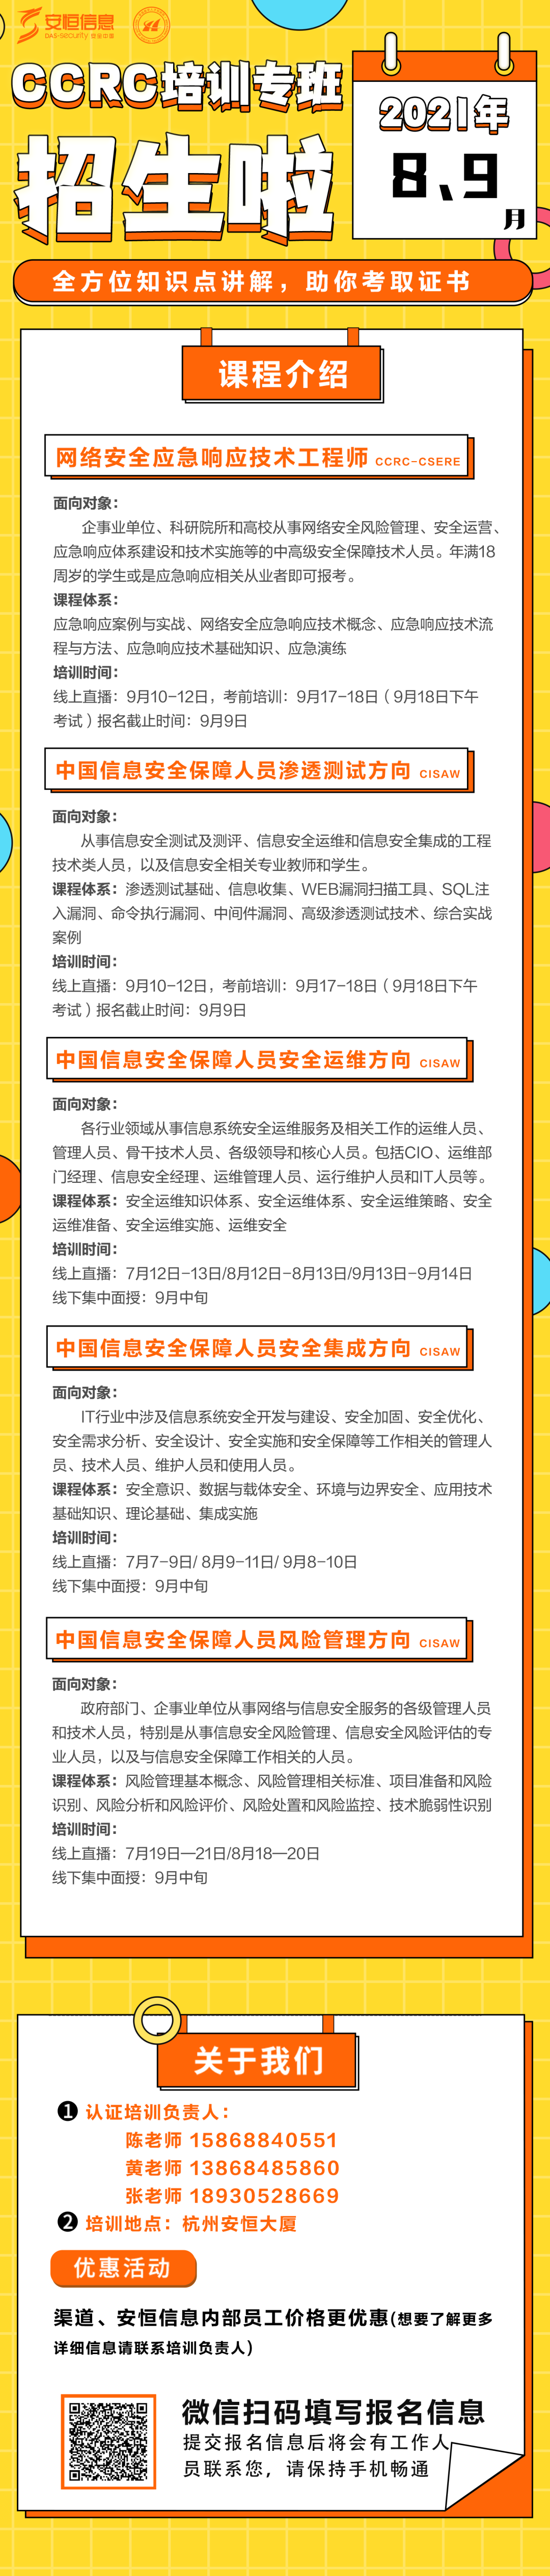 安恒信息
DAS-security 安全中国
CCRC培训专班
招生啦
2021年
8、9
月
全方位知识点讲解，助你考取证书
课程介绍
网络安全应急响应技术工程师 CCRC-CSERE
面向对象：
企事业单位、科研院所和高校从事网络安全风险管理、安全运营、
应急响应体系建设和技术实施等的中高级安全保障技术人员。年满18
周岁的学生或是应急响应相关从业者即可报考。
课程体系：
应急响应案例与实战、网络安全应急响应技术概念、应急响应技术流
程与方法、应急响应技术基础知识、应急演练
培训时间：
线上直播：9月10-12日，考前培训：9月17-18日（9月18日下午
考试）报名截止时间：9月9日
中国信息安全保障人员渗透测试方向 CISAW
面向对象：
从事信息安全测试及测评、信息安全运维和信息安全集成的工程
技术类人员，以及信息安全相关专业教师和学生。
课程体系：渗透测试基础、信息收集、WEB漏洞扫描工具、SQL注
入漏洞、命令执行漏洞、中间件漏洞、高级渗透测试技术、综合实战
案例
培训时间：
线上直播：9月10-12日，考前培训：9月17-18日（9月18日下午
考试）报名截止时间：9月9日
中国信息安全保障人员安全运维方向 CISAW
面向对象：
各行业领域从事信息系统安全运维服务及相关工作的运维人员、
管理人员、骨干技术人员、各级领导和核心人员。包括CIO、运维部
门经理、信息安全经理、运维管理人员、运行维护人员和IT人员等。
课程体系：安全运维知识体系、安全运维体系、安全运维策略、安全
运维准备、安全运维实施、运维安全
培训时间：
线上直播：7月12日-13日/8月12日-8月13日/9月13日-9月14日
线下集中面授：9月中旬
中国信息安全保障人员安全集成方向 CISAW
面向对象：
IT行业中涉及信息系统安全开发与建设、安全加固、安全优化、
安全需求分析、安全设计、安全实施和安全保障等工作相关的管理人
员、技术人员、维护人员和使用人员。
课程体系：安全意识、数据与载体安全、环境与边界安全、应用技术
基础知识、理论基础、集成实施
培训时间：
线上直播：7月7-9日/ 8月9-11日/ 9月8-10日
线下集中面授：9月中旬
中国信息安全保障人员风险管理方向 CISAW
面向对象：
政府部门、企事业单位从事网络与信息安全服务的各级管理人员
和技术人员，特别是从事信息安全风险管理、信息安全风险评估的专
业人员，以及与信息安全保障工作相关的人员。
课程体系：风险管理基本概念、风险管理相关标准、项目准备和风险
识别、风险分析和风险评价、风险处置和风险监控、技术脆弱性识别
培训时间：
线上直播：7月19日—21日/8月18—20日
线下集中面授：9月中旬
关于我们
1 认证培训负责人：
陈老师 15868840551
黄老师 13868485860
张老师 18930528669
2 培训地点：杭州安恒大厦
优惠活动
渠道、安恒信息内部员工价格更优惠(想要了解更多
详细信息请联系培训负责人)
微信扫码填写报名信息
提交报名信息后将会有工作人
员联系您，请保持手机畅通